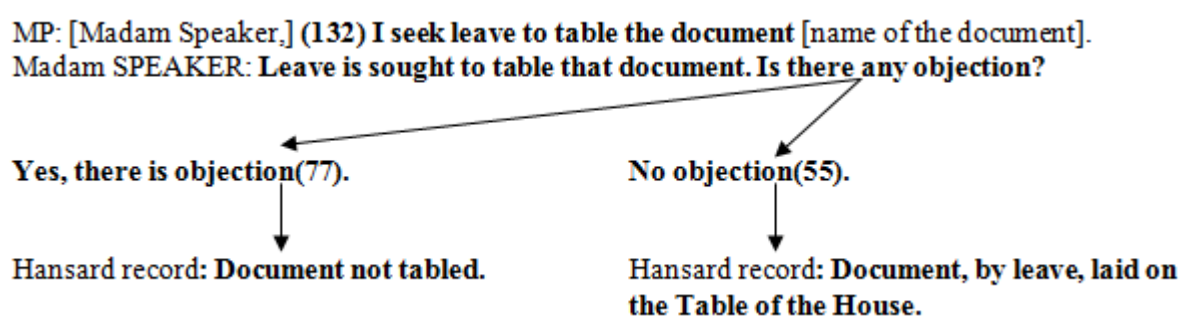 MP: [Madam Speaker,] (132) I seek leave to table the document [name of the document].
Madam SPEAKER: Leave is sought to table that document. Is there any objection?
Yes, there is objection(77).
No objection(55).
Hansard record: Document not tabled.
Hansard record: Document, by leave, laid on
the Table of the House.